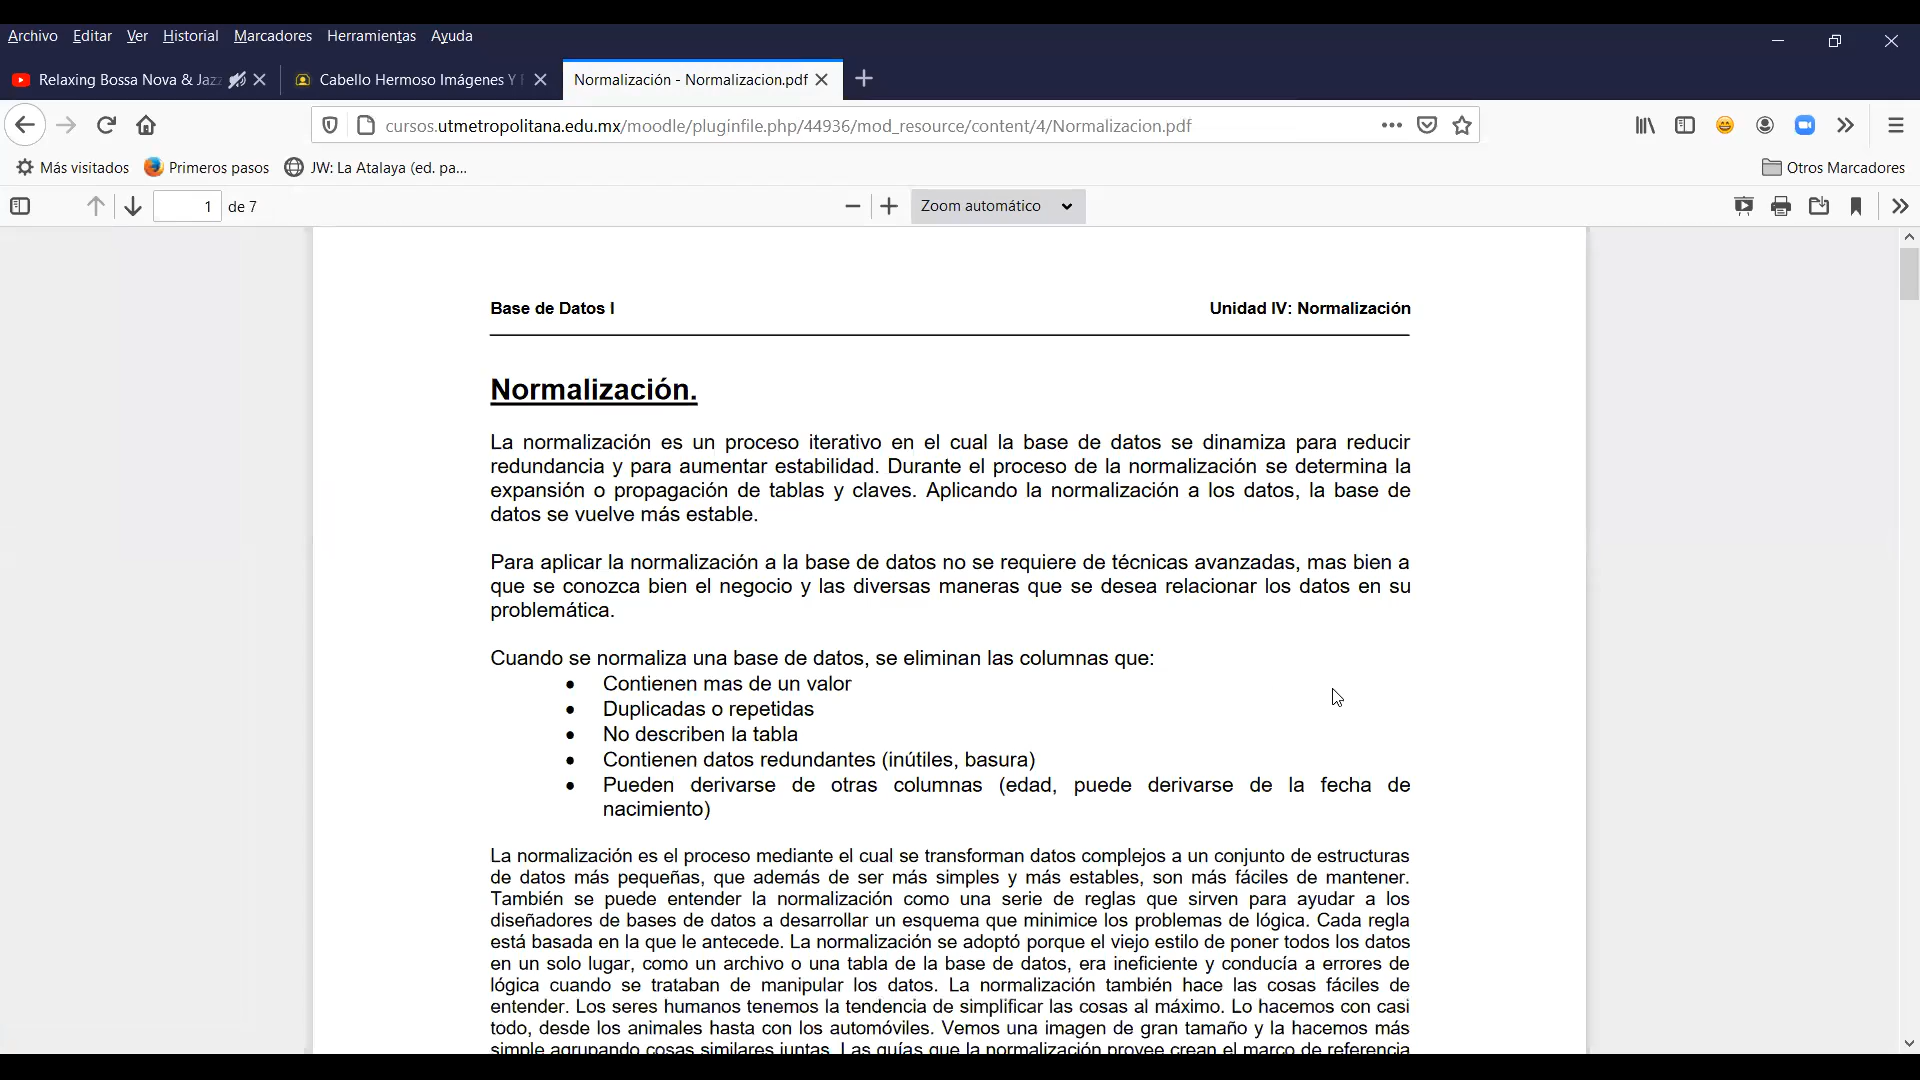 Archivo Editar Ver Historial Marcadores Herramientas Ayuda
Relaxing Bossa Nova & Jazz
Cabello Hermoso Imágenes Y
Normalización - Normalizacion.pdf
cursos.utmetropolitana.edu.mx/moodle/pluginfile.php/44936/mod_resource/content/4/Normalizacion.pdf
Más visitados Primeros pasos JW: La Atalaya (ed. pa... Otros Marcadores
1 de 7 Zoom automático
Base de Datos I Unidad IV: Normalización
Normalización.
La normalización es un proceso iterativo en el cual la base de datos se dinamiza para reducir
redundancia y para aumentar estabilidad. Durante el proceso de la normalización se determina la
expansión o propagación de tablas y claves. Aplicando la normalización a los datos, la base de
datos se vuelve más estable.
Para aplicar la normalización a la base de datos no se requiere de técnicas avanzadas, mas bien a
que se conozca bien el negocio y las diversas maneras que se desea relacionar los datos en su
problemática.
Cuando se normaliza una base de datos, se eliminan las columnas que:
• Contienen mas de un valor
• Duplicadas o repetidas
• No describen la tabla
• Contienen datos redundantes (inútiles, basura)
• Pueden derivarse de otras columnas (edad, puede derivarse de la fecha de
nacimiento)
La normalización es el proceso mediante el cual se transforman datos complejos a un conjunto de estructuras
de datos más pequeñas, que además de ser más simples y más estables, son más fáciles de mantener.
También se puede entender la normalización como una serie de reglas que sirven para ayudar a los
diseñadores de bases de datos a desarrollar un esquema que minimice los problemas de lógica. Cada regla
está basada en la que le antecede. La normalización se adoptó porque el viejo estilo de poner todos los datos
en un solo lugar, como un archivo o una tabla de la base de datos, era ineficiente y conducía a errores de
lógica cuando se trataban de manipular los datos. La normalización también hace las cosas fáciles de
entender. Los seres humanos tenemos la tendencia de simplificar las cosas al máximo. Lo hacemos con casi
todo, desde los animales hasta con los automóviles. Vemos una imagen de gran tamaño y la hacemos más
simple agrupando cosas similares juntas. Las guías que la normalización provee crean el marco de referencia